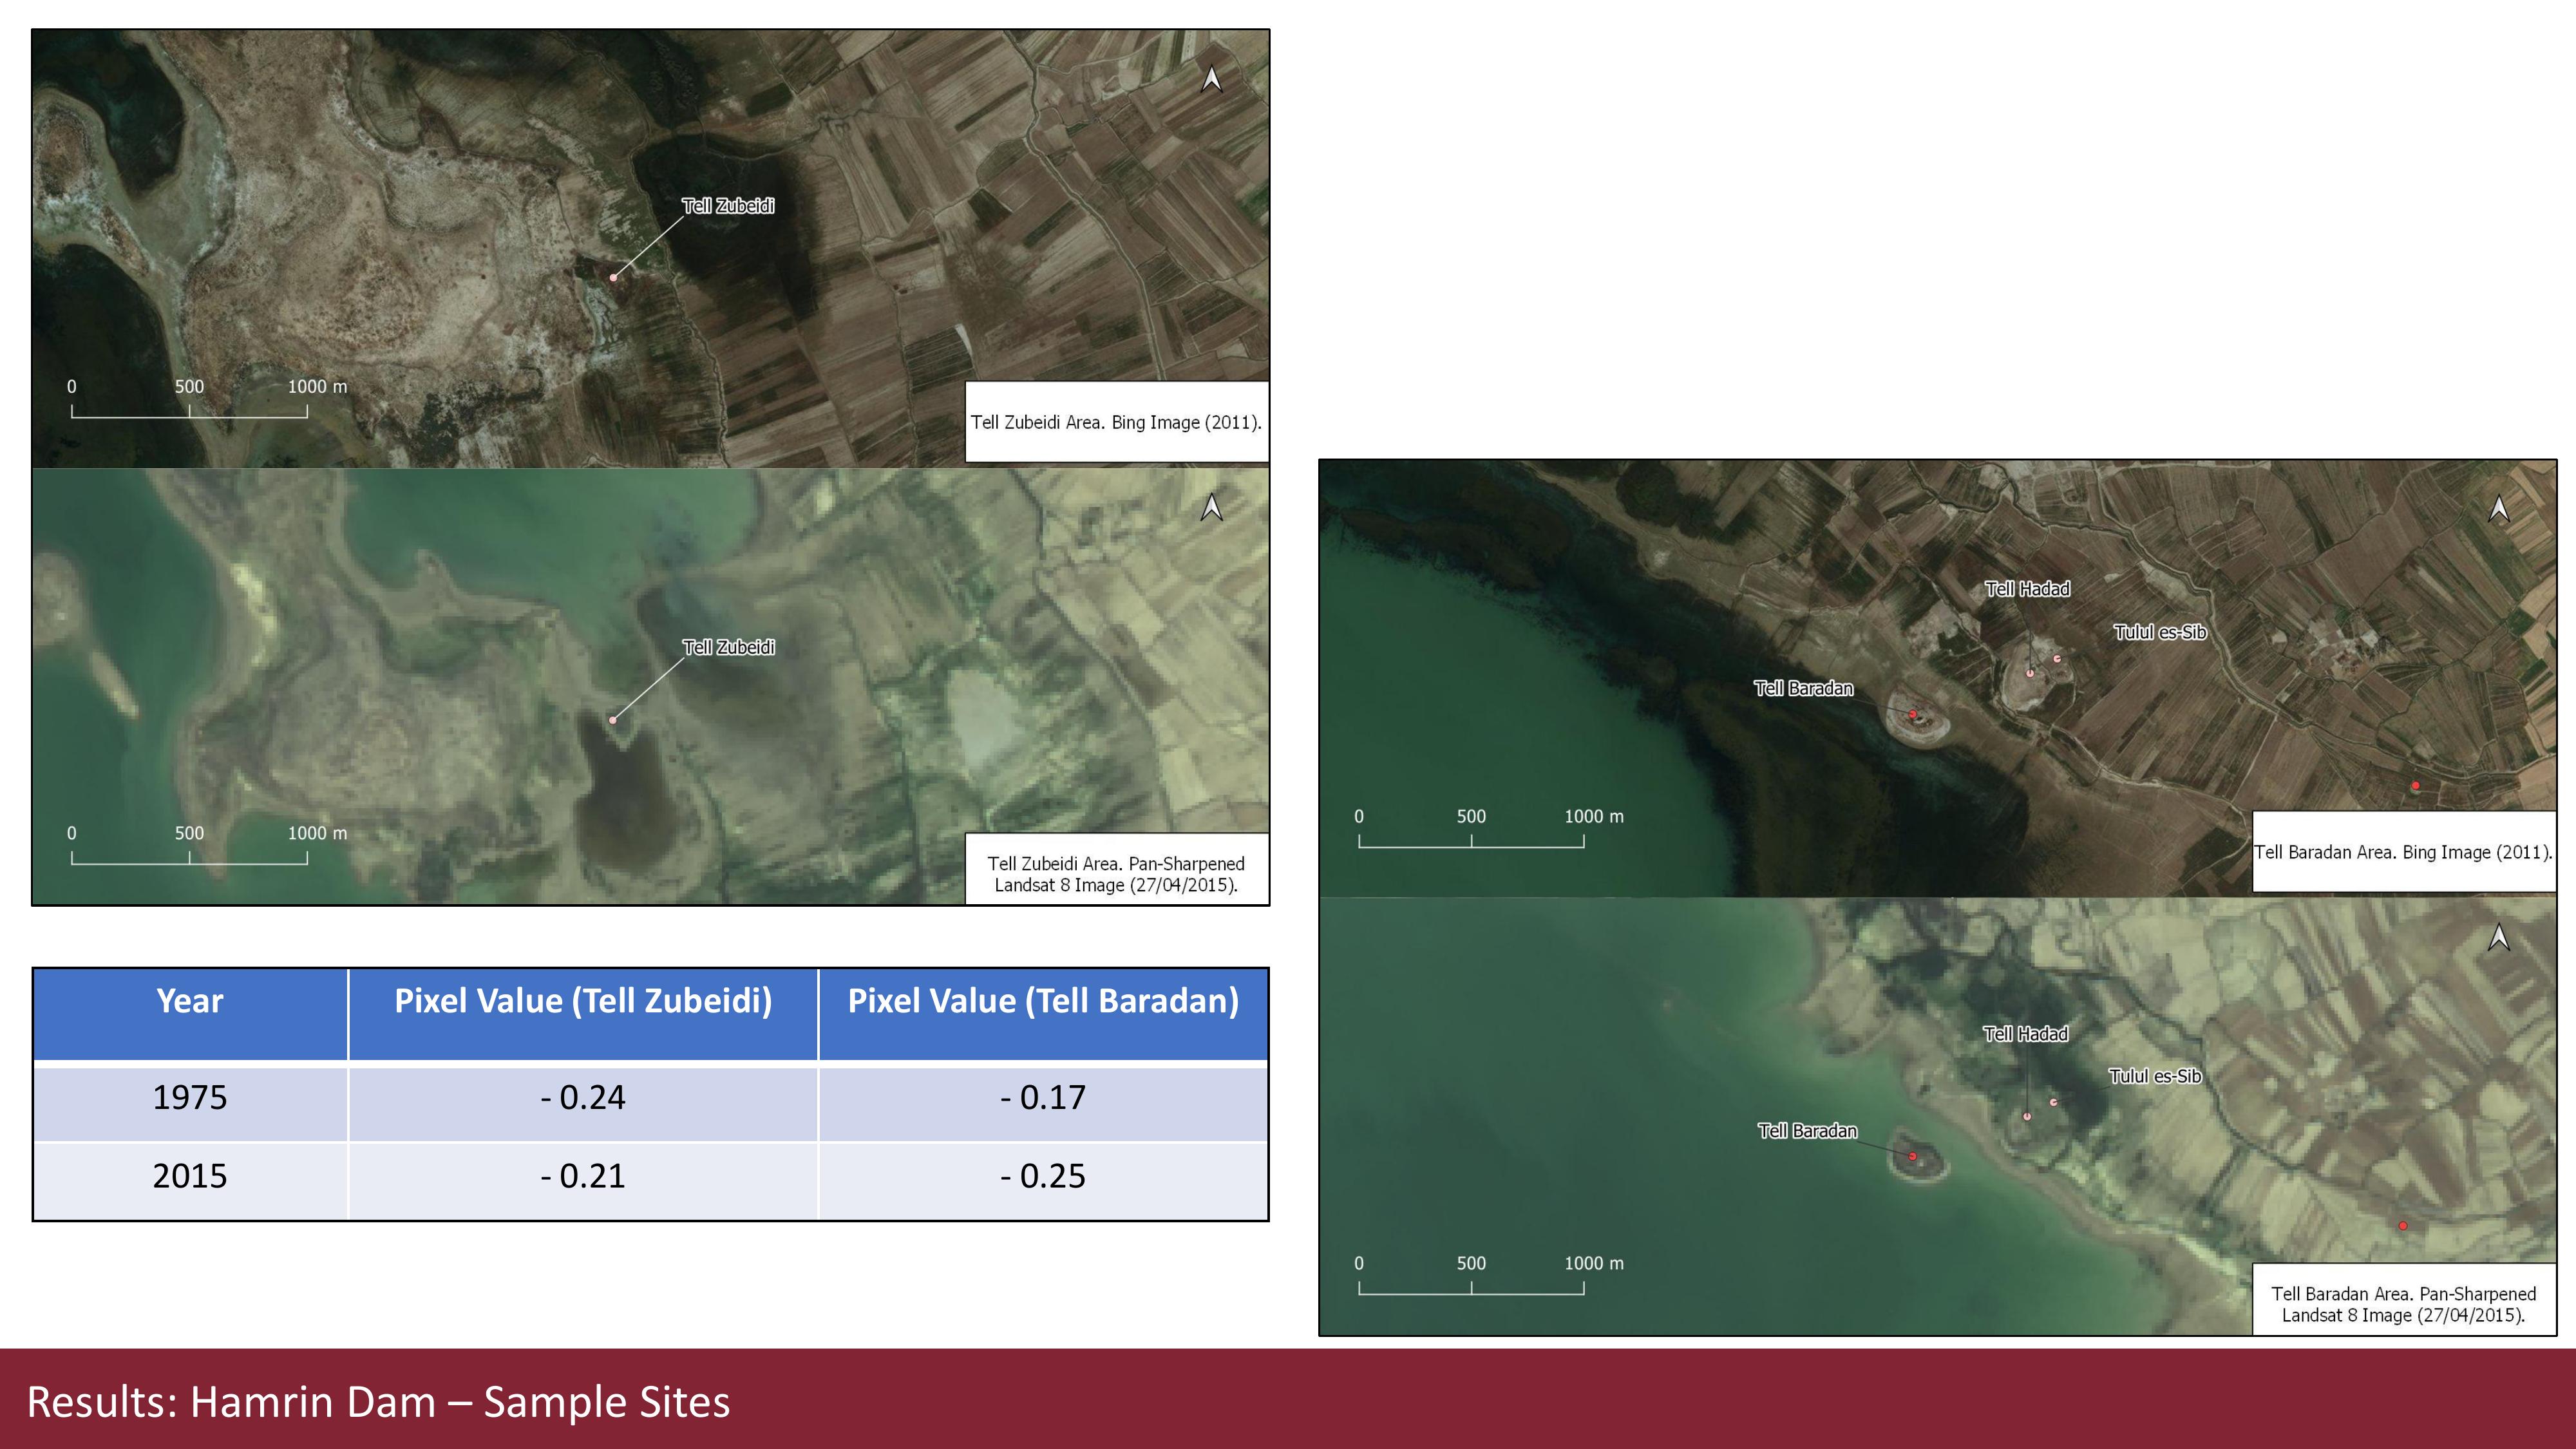 Tell Zubeidi
0 500 1000 m
Tell Zubeidi Area. Bing Image (2011).
Tell Zubeidi
0 500 1000 m
Tell Zubeidi Area. Pan-Sharpened
Landsat 8 Image (27/04/2015).
Year Pixel Value (Tell Zubeidi) Pixel Value (Tell Baradan)
1975 - 0.24 - 0.17
2015 - 0.21 - 0.25
Tell Hadad
Tulul es-Sib
Tell Baradan
0 500 1000 m
Tell Baradan Area. Bing Image (2011).
Tell Hadad
Tulul es-Sib
Tell Baradan
0 500 1000 m
Tell Baradan Area. Pan-Sharpened
Landsat 8 Image (27/04/2015).
Results: Hamrin Dam – Sample Sites